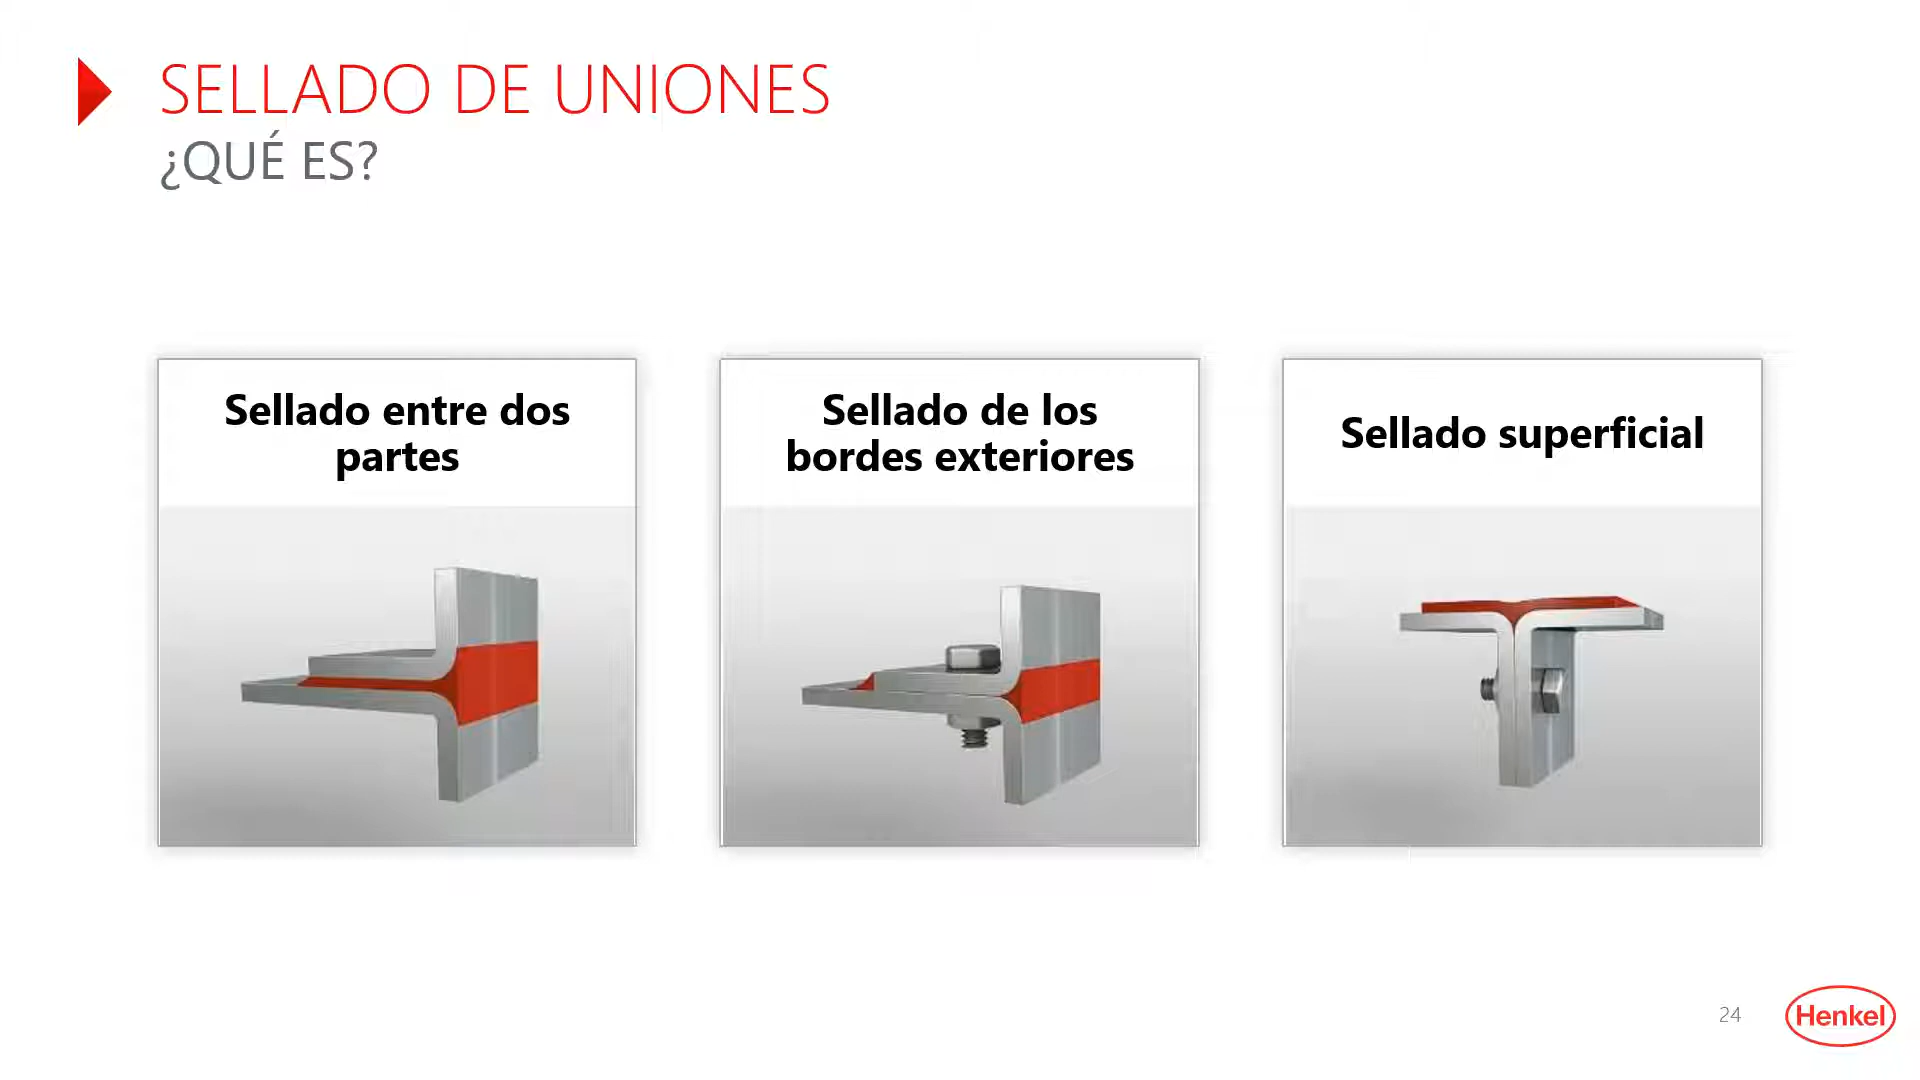 SELLADO DE UNIONES
¿QUÉ ES?
Sellado entre dos
partes
Sellado de los
bordes exteriores
Sellado superficial
24
Henkel